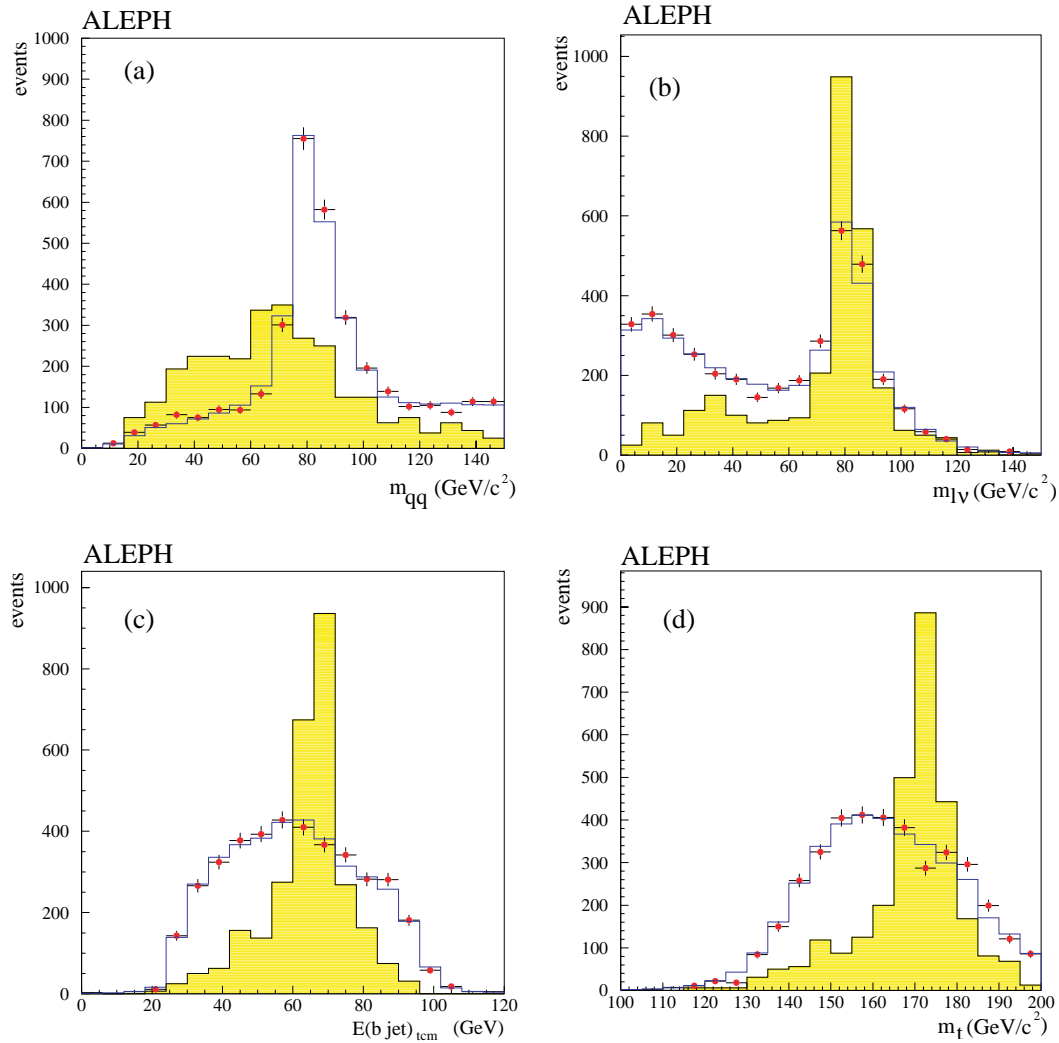 ALEPH
events
(a)
1000
900
800
700
600
500
400
300
200
100
0
0 20 40 60 80 100 120 140
m_qq (GeV/c^2)
ALEPH
events
(b)
1000
800
600
400
200
0
0 20 40 60 80 100 120 140
m_lν (GeV/c^2)
ALEPH
events
(c)
1000
800
600
400
200
0
0 20 40 60 80 100 120
E(b jet)_tcm (GeV)
ALEPH
events
(d)
900
800
700
600
500
400
300
200
100
0
100 110 120 130 140 150 160 170 180 190 200
m_t (GeV/c^2)